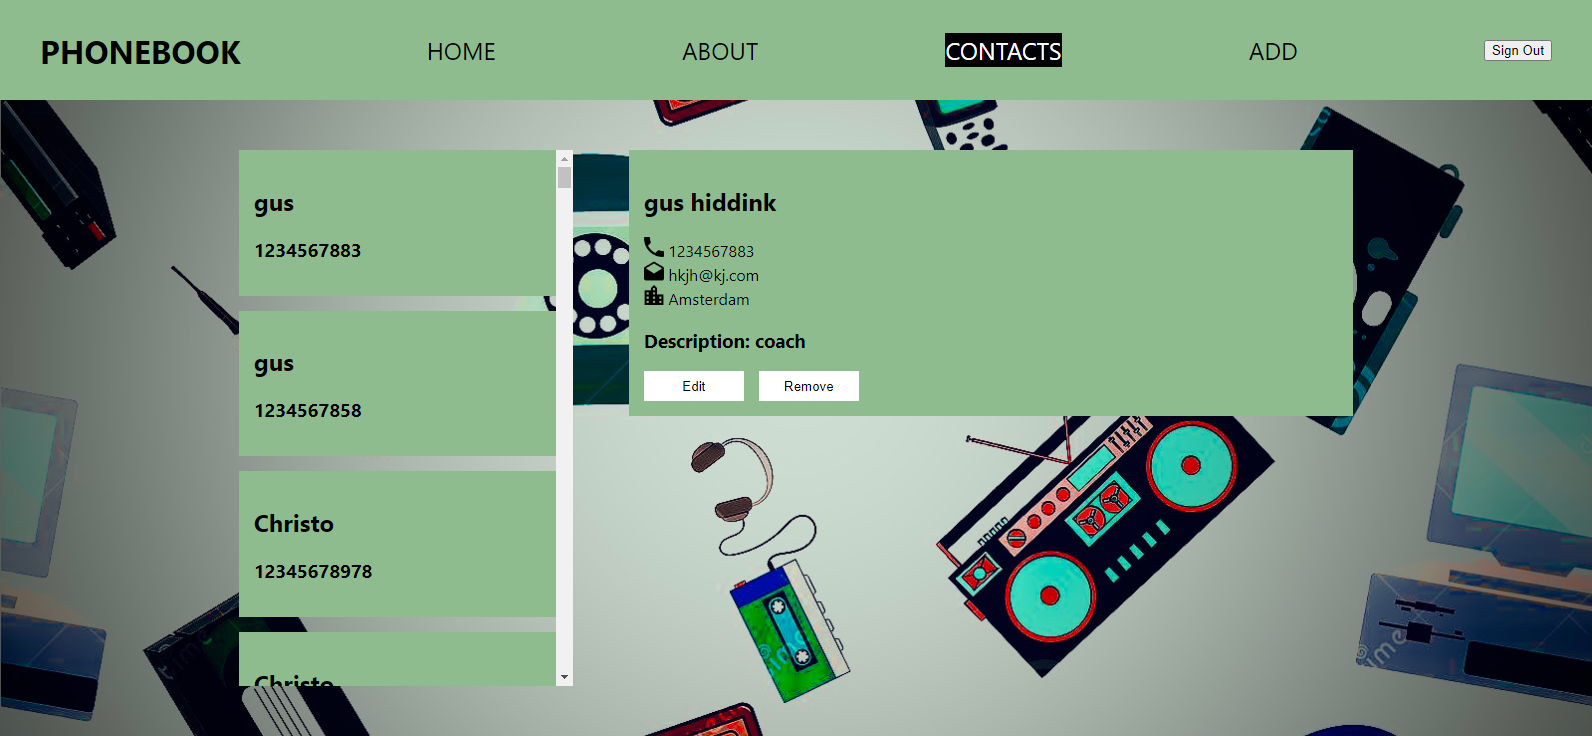 PHONEBOOK
HOME
ABOUT
CONTACTS
ADD
Sign Out
gus
1234567883
gus
1234567858
Christo
12345678978
Christo
gus hiddink
1234567883
hkjh@kj.com
Amsterdam
Description: coach
Edit
Remove